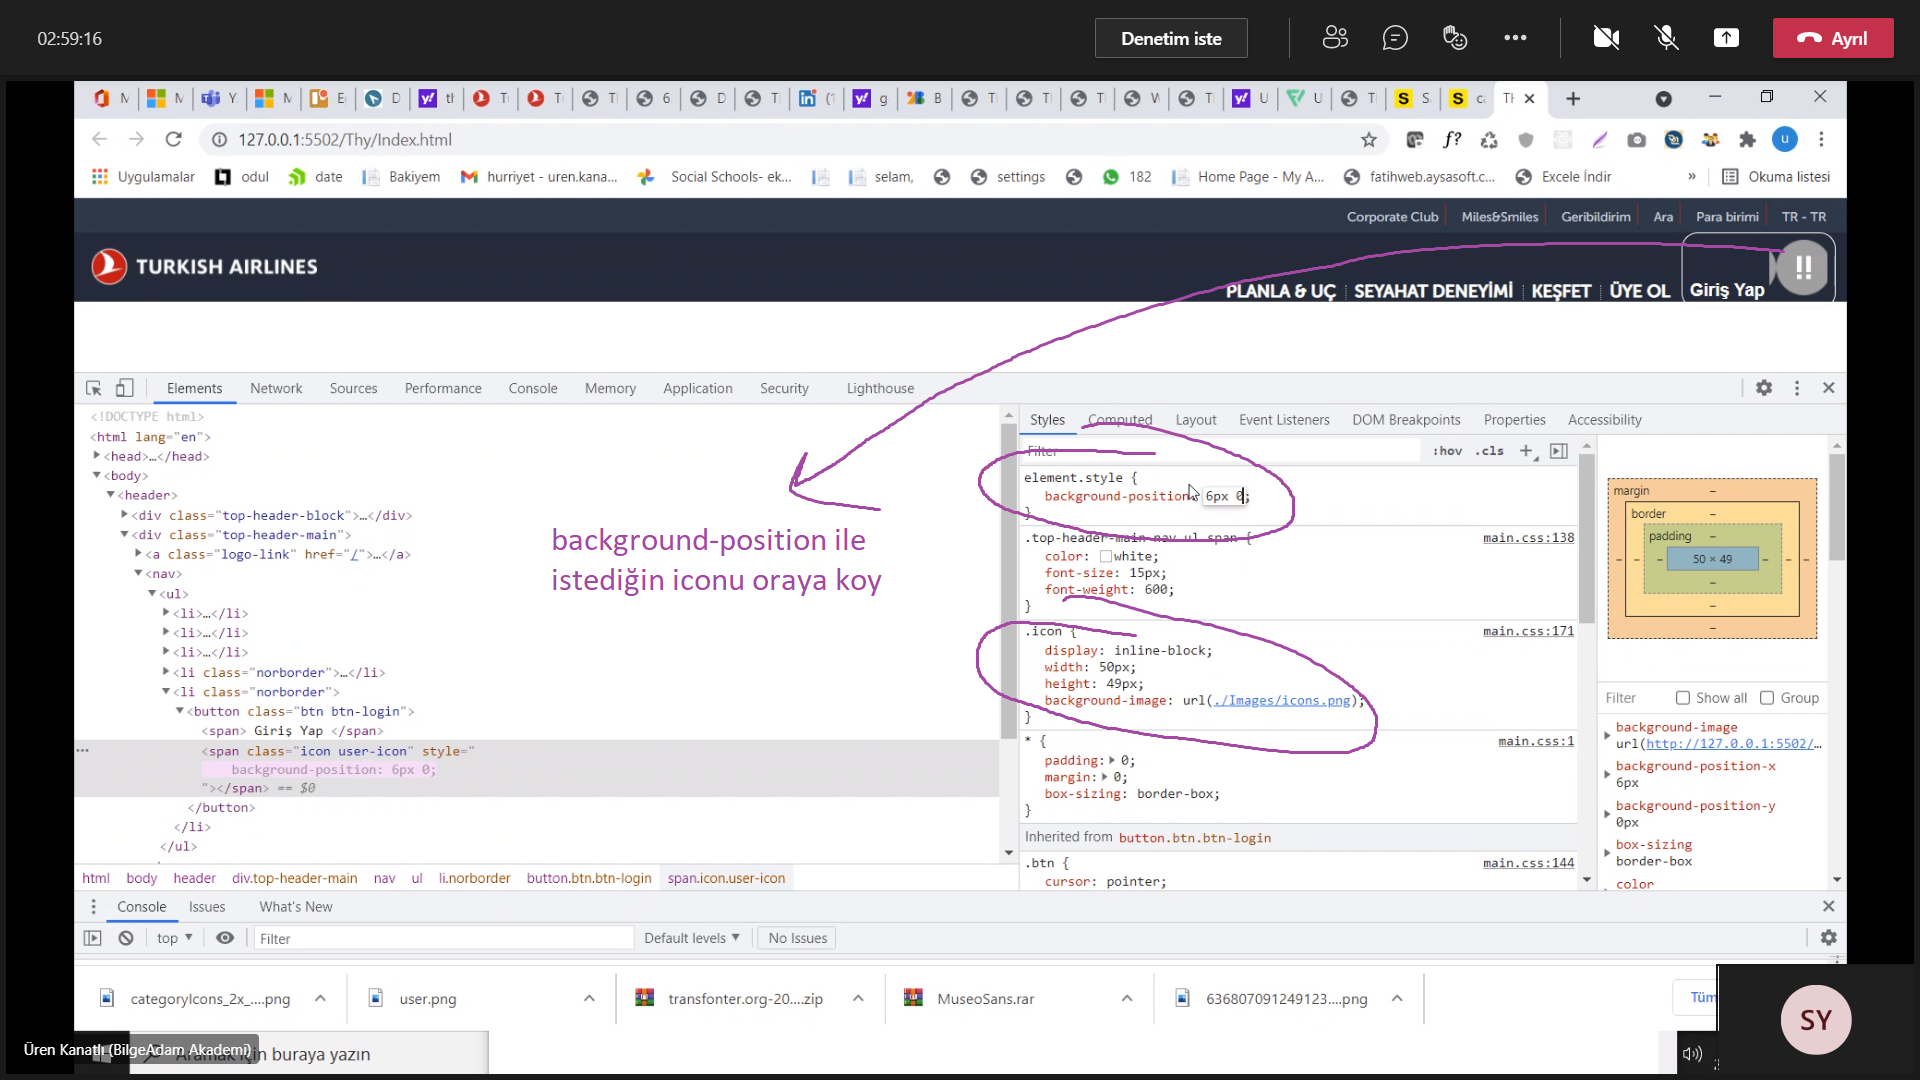 02:59:16
Denetim iste
Ayrıl
127.0.0.1:5502/Thy/Index.html
Uygulamalar
odul
date
Bakiyem
hurriyet - uren.kana...
Social Schools- ek...
selam,
settings
182
Home Page - My A...
fatihweb.aysasoft.c...
Excele İndir
»
Okuma listesi
Corporate Club
Miles&Smiles
Geribildirim
Ara
Para birimi
TR - TR
TURKISH AIRLINES
PLANLA & UÇ
SEYAHAT DENEYİMİ
KEŞFET
ÜYE OL
Giriş Yap
Elements
Network
Sources
Performance
Console
Memory
Application
Security
Lighthouse
<!DOCTYPE html>
<html lang="en">
<head>…</head>
<body>
<header>
<div class="top-header-block">…</div>
<div class="top-header-main">
<a class="logo-link" href="/">…</a>
<nav>
<ul>
<li>…</li>
<li>…</li>
<li>…</li>
<li class="norborder">…</li>
<li class="norborder">
<button class="btn btn-login">
<span> Giriş Yap </span>
<span class="icon user-icon" style="
background-position: 6px 0;
"></span> == $0
</button>
</li>
</ul>
background-position ile
istediğin iconu oraya koy
html
body
header
div.top-header-main
nav
ul
li.norborder
button.btn.btn-login
span.icon.user-icon
Styles
Computed
Layout
Event Listeners
DOM Breakpoints
Properties
Accessibility
Filter
:hov
.cls
element.style {
background-position: 6px 0;
}
.top-header-main nav ul span {
main.css:138
color: white;
font-size: 15px;
font-weight: 600;
}
.icon {
main.css:171
display: inline-block;
width: 50px;
height: 49px;
background-image: url(./Images/icons.png);
}
* {
main.css:1
padding: 0;
margin: 0;
box-sizing: border-box;
}
Inherited from button.btn.btn-login
.btn {
main.css:144
cursor: pointer;
margin
border
padding
50 × 49
Filter
Show all
Group
background-image
url(http://127.0.0.1:5502/…
background-position-x
6px
background-position-y
0px
box-sizing
border-box
color
Console
Issues
What's New
top
Filter
Default levels
No Issues
categoryIcons_2x_....png
user.png
transfonter.org-20....zip
MuseoSans.rar
636807091249123....png
Tüm
SY
Üren Kanatlı (BilgeAdam Akademi)
için buraya yazın